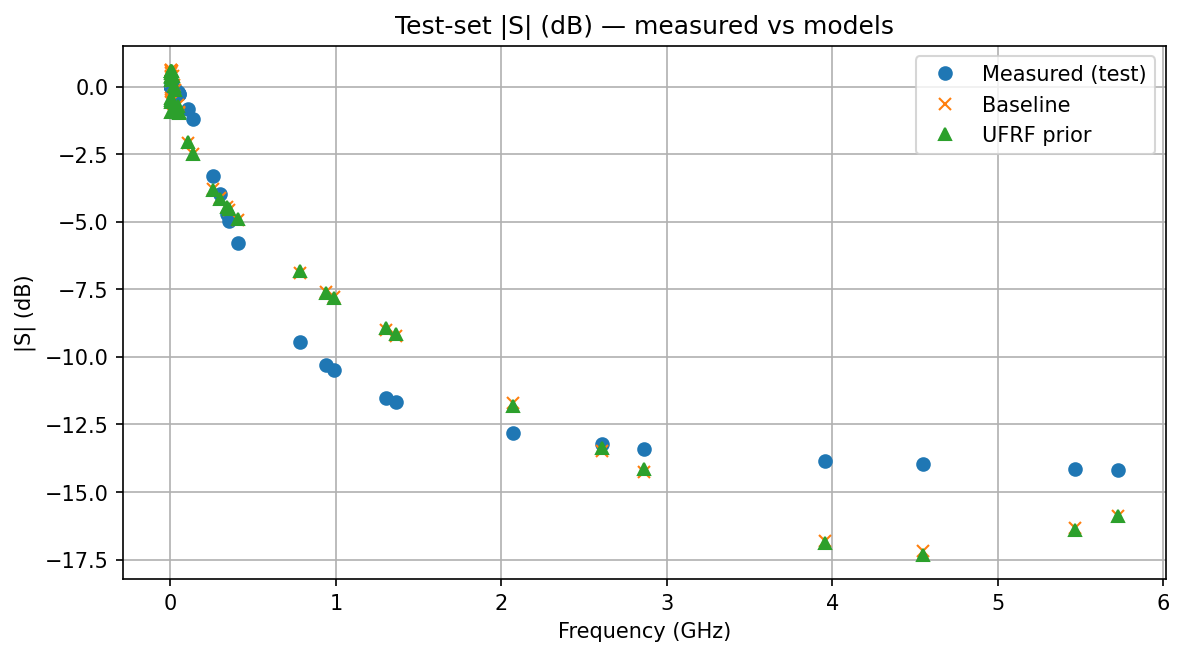 Test-set |S| (dB) — measured vs models
Measured (test)
Baseline
UFRF prior
|S| (dB)
0.0
−2.5
−5.0
−7.5
−10.0
−12.5
−15.0
−17.5
0 1 2 3 4 5 6
Frequency (GHz)